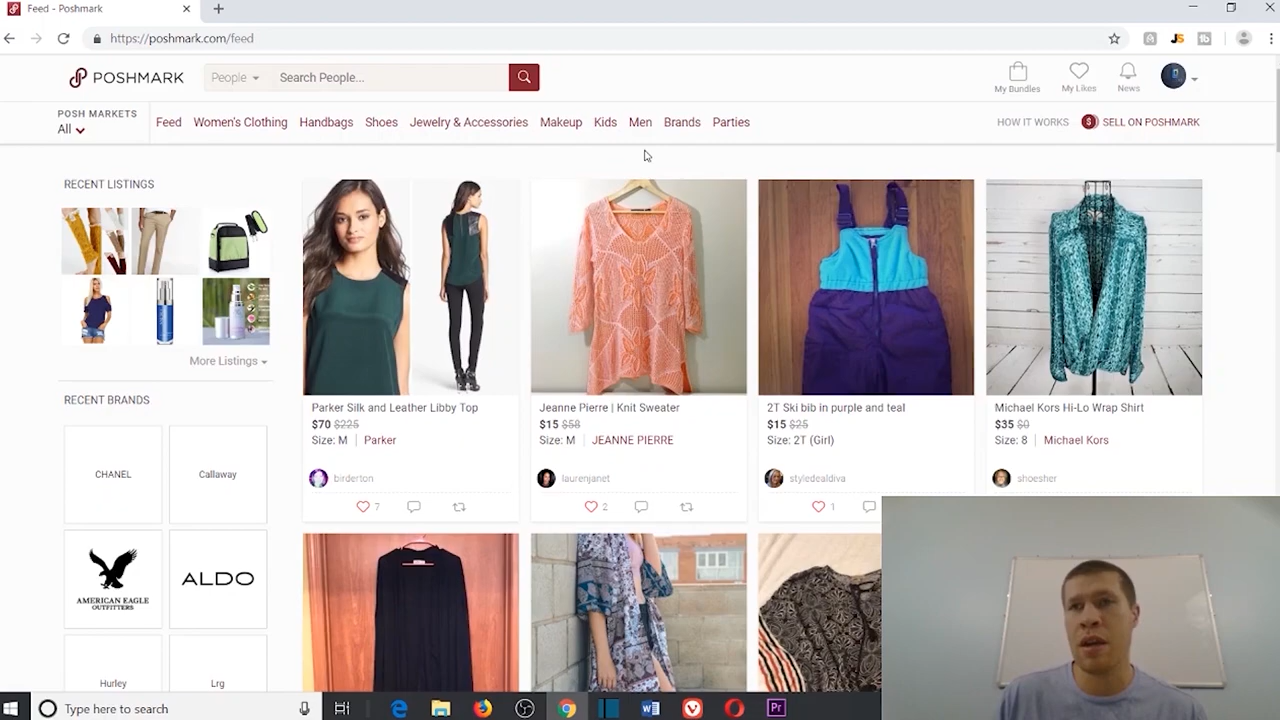 Feed - Poshmark
https://poshmark.com/feed
POSHMARK
People
Search People...
My Bundles
My Likes
News
POSH MARKETS
All
Feed Women's Clothing Handbags Shoes Jewelry & Accessories Makeup Kids Men Brands Parties
HOW IT WORKS
$ SELL ON POSHMARK
RECENT LISTINGS
More Listings
RECENT BRANDS
CHANEL
Callaway
AMERICAN EAGLE
OUTFITTERS
ALDO
Hurley
Lrg
Parker Silk and Leather Libby Top
$70 $225
Size: M | Parker
birderton
7
Jeanne Pierre | Knit Sweater
$15 $58
Size: M | JEANNE PIERRE
laurenjanet
2
2T Ski bib in purple and teal
$15 $25
Size: 2T (Girl)
styledealdiva
1
Michael Kors Hi-Lo Wrap Shirt
$35 $0
Size: 8 | Michael Kors
shoesher
Type here to search
Pr